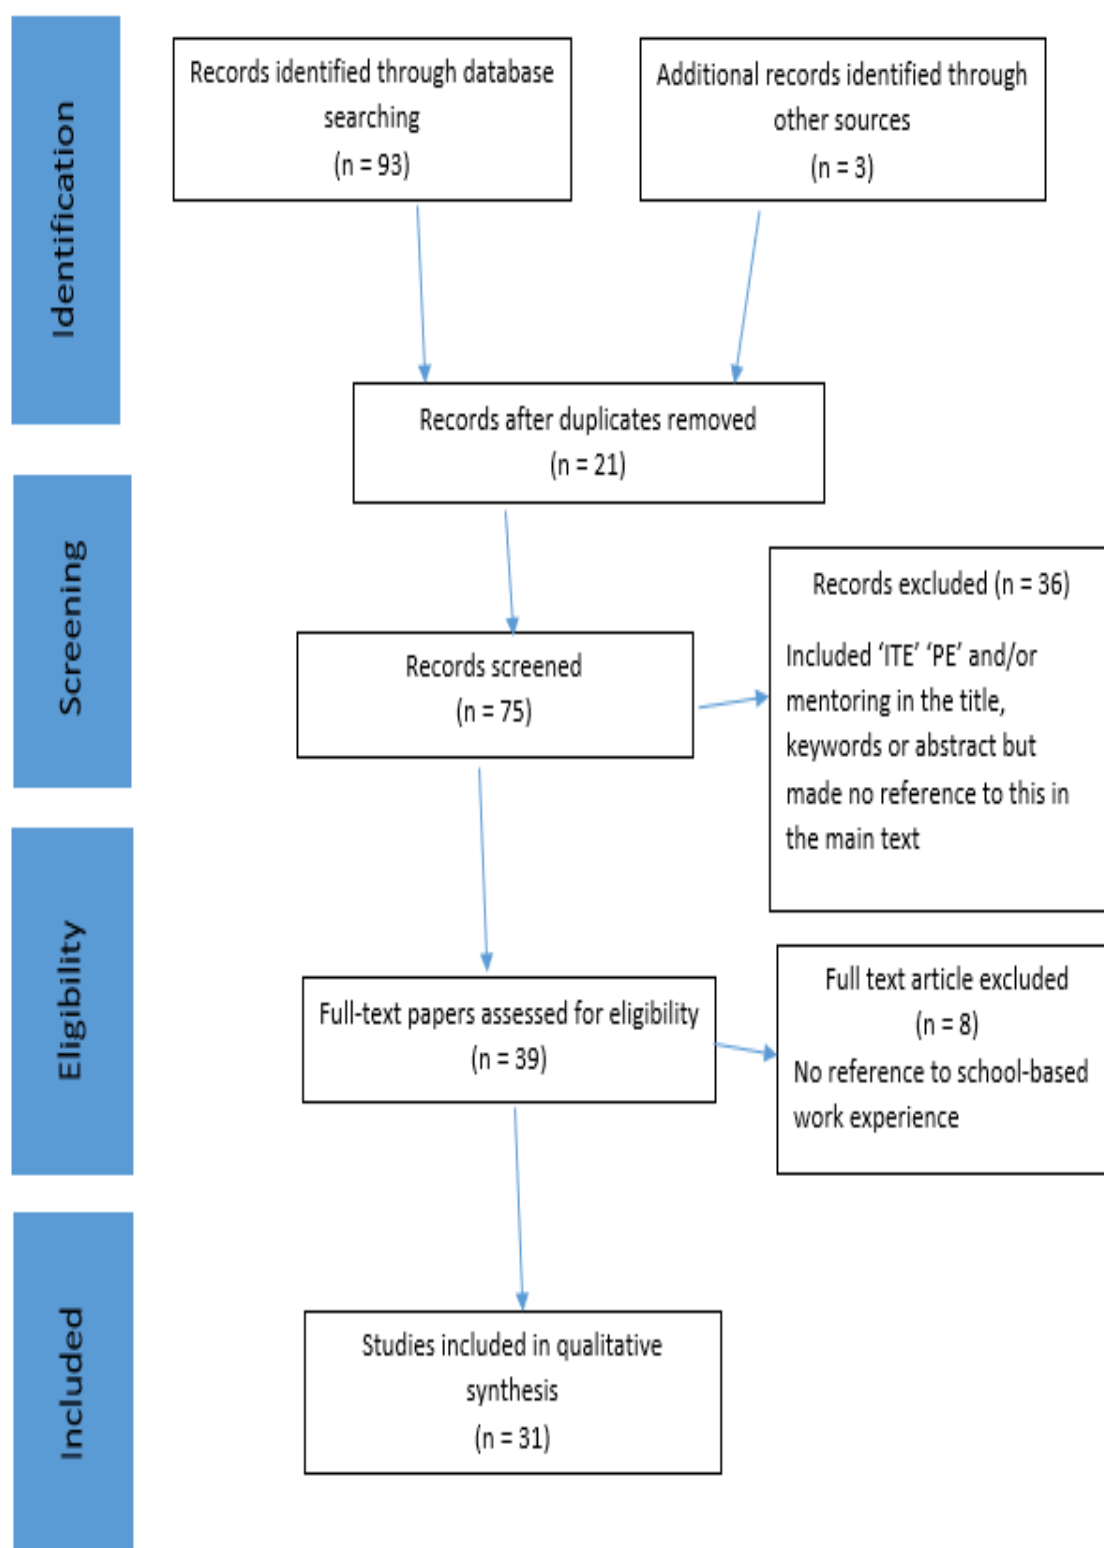 Identification
Records identified through database
searching
(n = 93)
Additional records identified through
other sources
(n = 3)
Records after duplicates removed
(n = 21)
Screening
Records screened
(n = 75)
Records excluded (n = 36)
Included ‘ITE’ ‘PE’ and/or
mentoring in the title,
keywords or abstract but
made no reference to this in
the main text
Eligibility
Full-text papers assessed for eligibility
(n = 39)
Full text article excluded
(n = 8)
No reference to school-based
work experience
Included
Studies included in qualitative
synthesis
(n = 31)